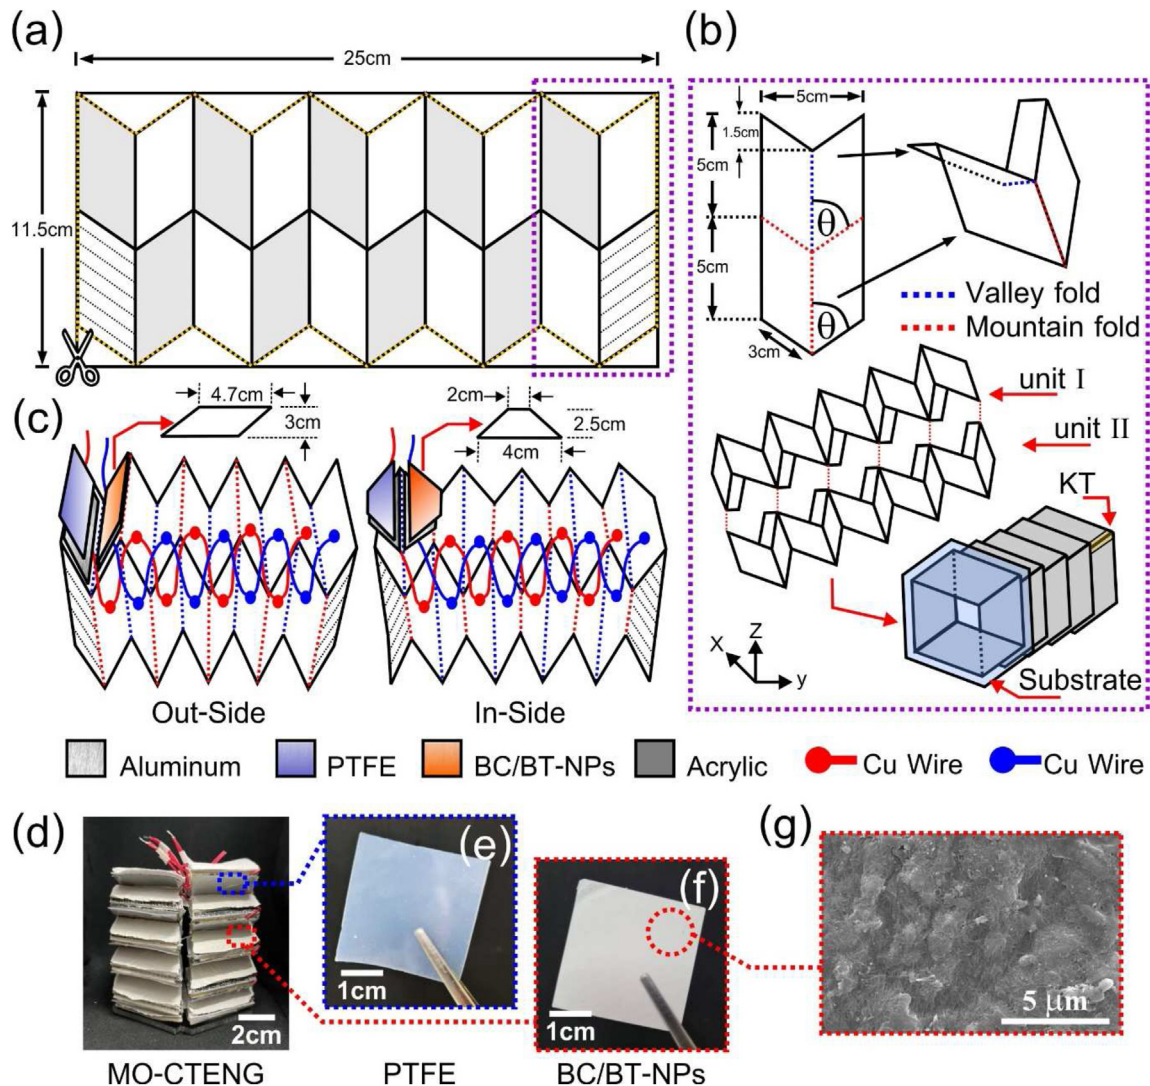 (a)
25cm
11.5cm
(b)
5cm
1.5cm
5cm
θ
5cm
θ
3cm
Valley fold
Mountain fold
unit I
unit II
KT
Substrate
X
Z
y
(c)
4.7cm
3cm
2cm
2.5cm
4cm
Out-Side
In-Side
Aluminum
PTFE
BC/BT-NPs
Acrylic
Cu Wire
Cu Wire
(d)
2cm
MO-CTENG
(e)
1cm
PTFE
(f)
1cm
BC/BT-NPs
(g)
5 μm